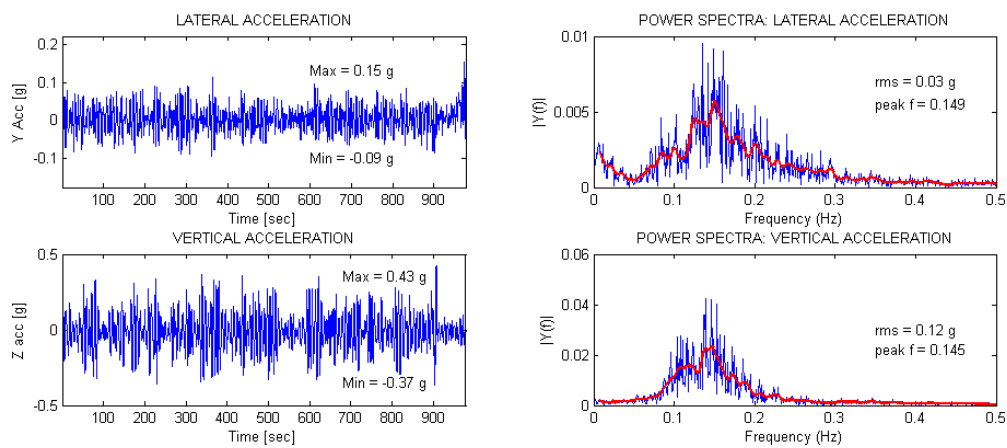 LATERAL ACCELERATION
0.2
0.1
0
-0.1
Y Acc [g]
Max = 0.15 g
Min = -0.09 g
100 200 300 400 500 600 700 800 900
Time [sec]
POWER SPECTRA: LATERAL ACCELERATION
0.01
0.005
0
|Y(f)|
rms = 0.03 g
peak f = 0.149
0 0.1 0.2 0.3 0.4 0.5
Frequency (Hz)
VERTICAL ACCELERATION
0.5
0
-0.5
Z acc [g]
Max = 0.43 g
Min = -0.37 g
100 200 300 400 500 600 700 800 900
Time [sec]
POWER SPECTRA: VERTICAL ACCELERATION
0.06
0.04
0.02
0
|Y(f)|
rms = 0.12 g
peak f = 0.145
0 0.1 0.2 0.3 0.4 0.5
Frequency (Hz)